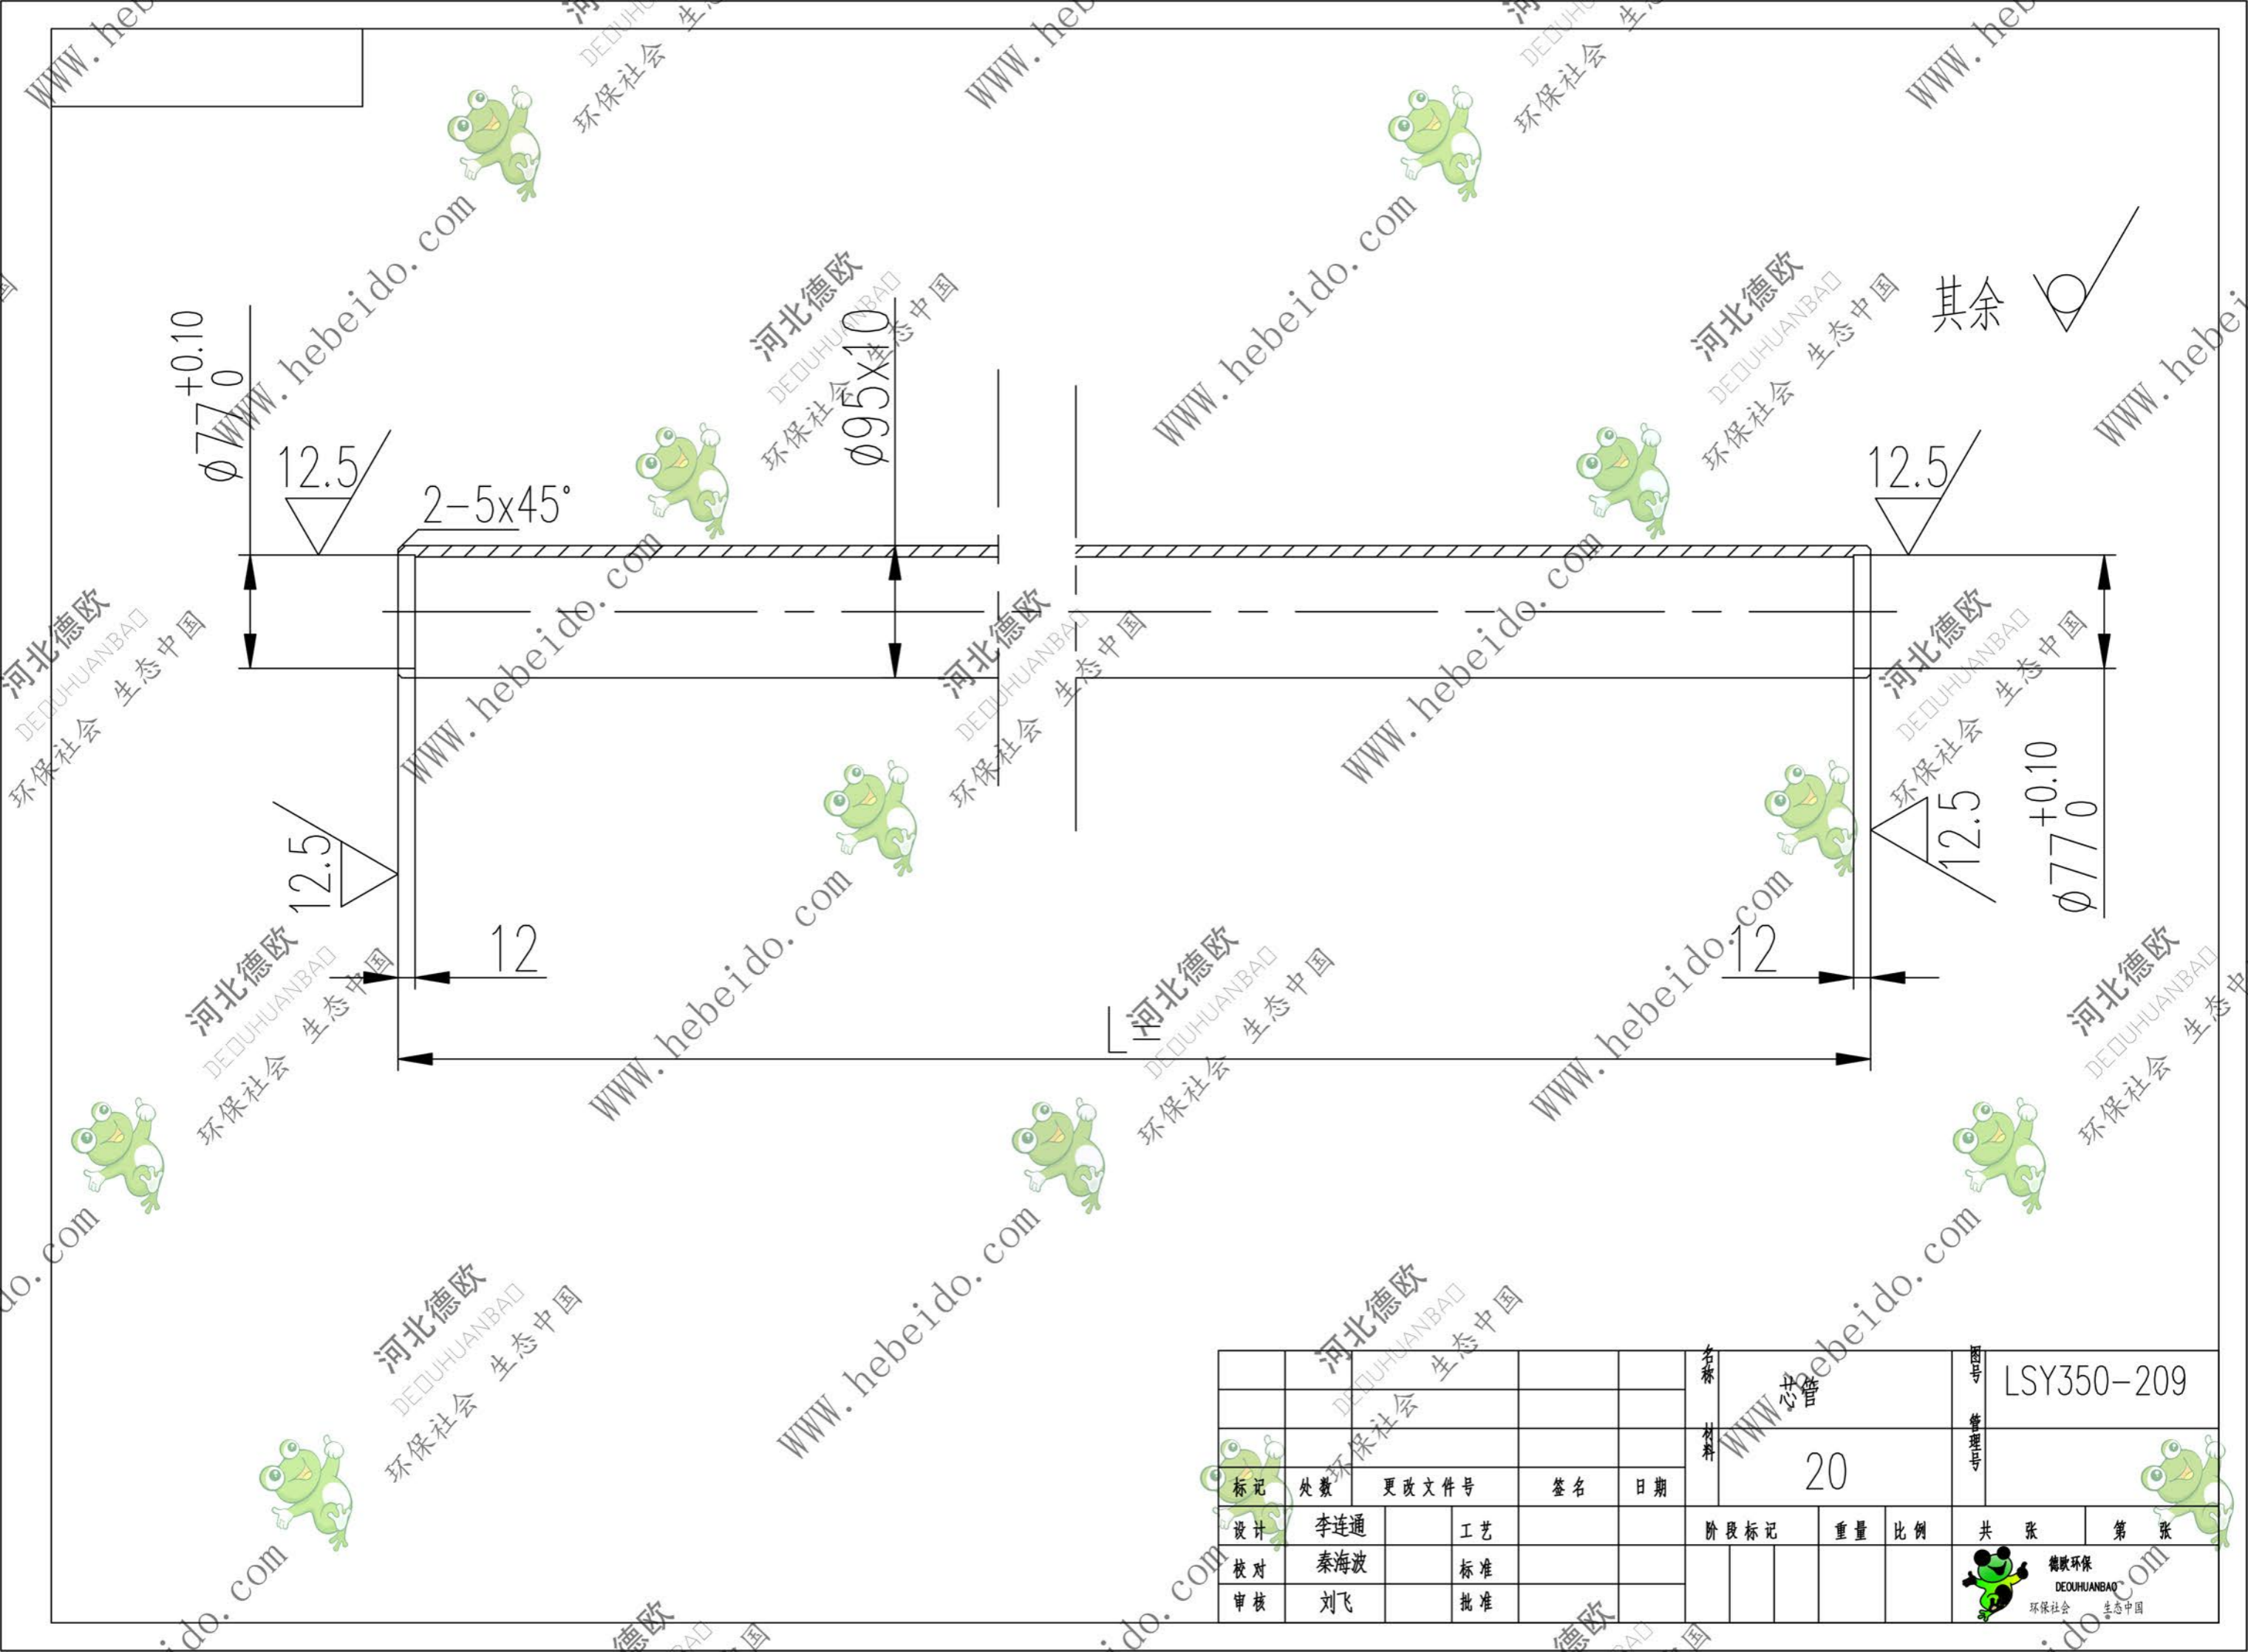 其余
φ77 +0.10 0
12.5
2-5x45°
φ95x10
12.5
φ77 +0.10 0
12.5
12.5
12
12
L=
名称
芯管
图号
LSY350-209
材料
20
管理号
标记 处数 更改文件号 签名 日期
设计 李连通 工艺
阶段标记 重量 比例 共 张 第 张
校对 秦海波 标准
审核 刘飞 批准
德欧环保
DEOUHUANBAO
环保社会 生态中国
河北德欧
DEOUHUANBAO
环保社会 生态中国
WWW.hebeido.com